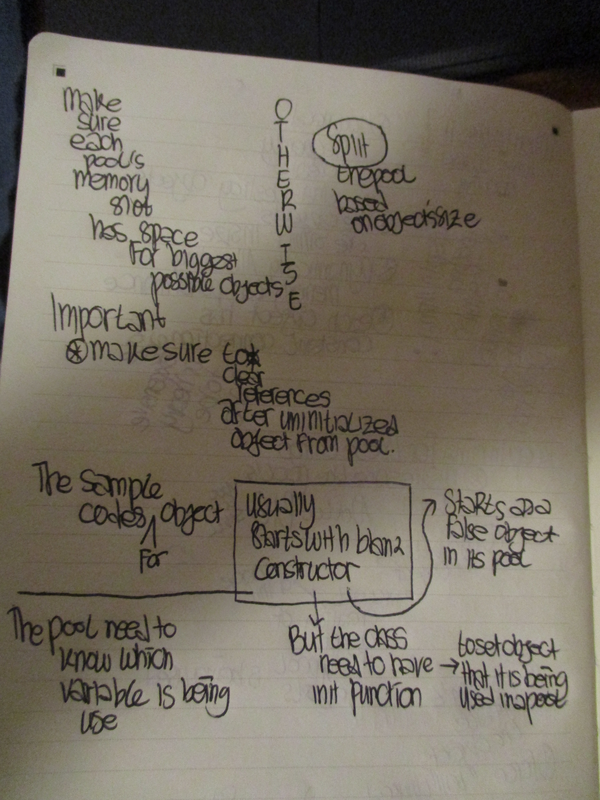 make
sure
each
pool's
memory
slot
has space
for biggest
possible objects
OTHERWISE
Split
the pool
based
on object's size
Important
* make sure to*
clear
references
after uninitialized
object from pool.
The sample
codes ^ object
for
usually
starts with blank
constructor
starts as a
false object
in its pool
The pool need to
know which
variable is being
use
But the class
need to have
init function
to set object
that it is being
used in a pool